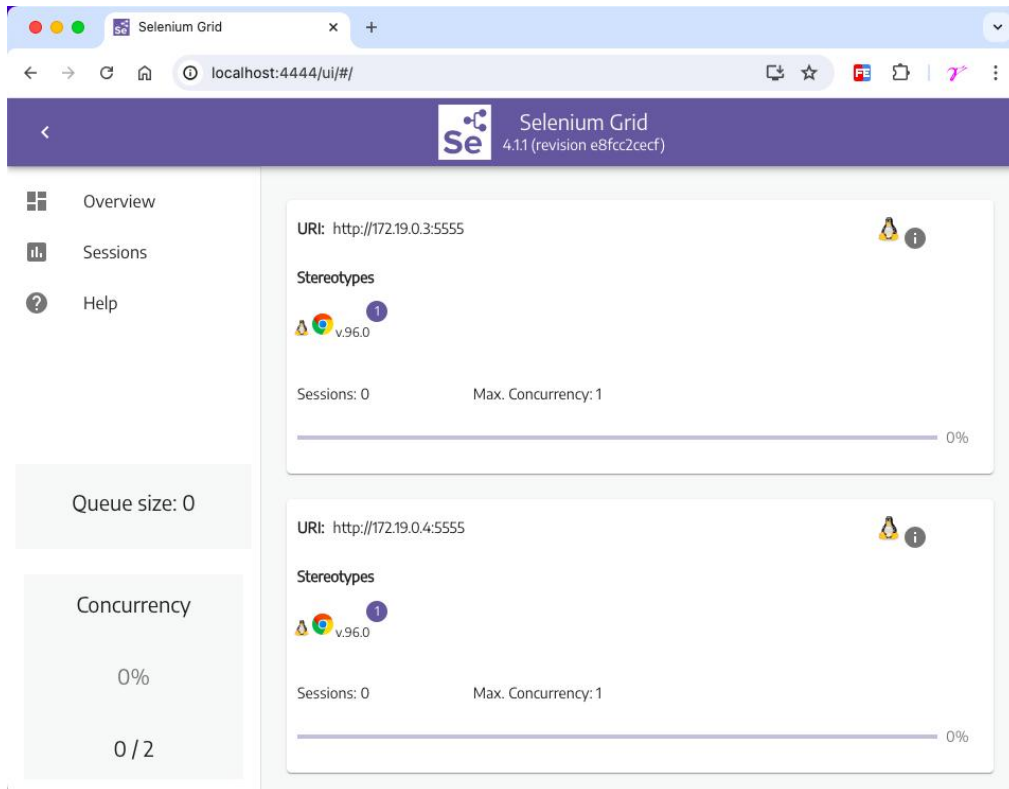 Selenium Grid
localhost:4444/ui/#/
Se
Selenium Grid
4.1.1 (revision e8fcc2cecf)
Overview
Sessions
Help
Queue size: 0
Concurrency
0%
0 / 2
URI: http://172.19.0.3:5555
Stereotypes
v.96.0 1
Sessions: 0 Max. Concurrency: 1
0%
URI: http://172.19.0.4:5555
Stereotypes
v.96.0 1
Sessions: 0 Max. Concurrency: 1
0%